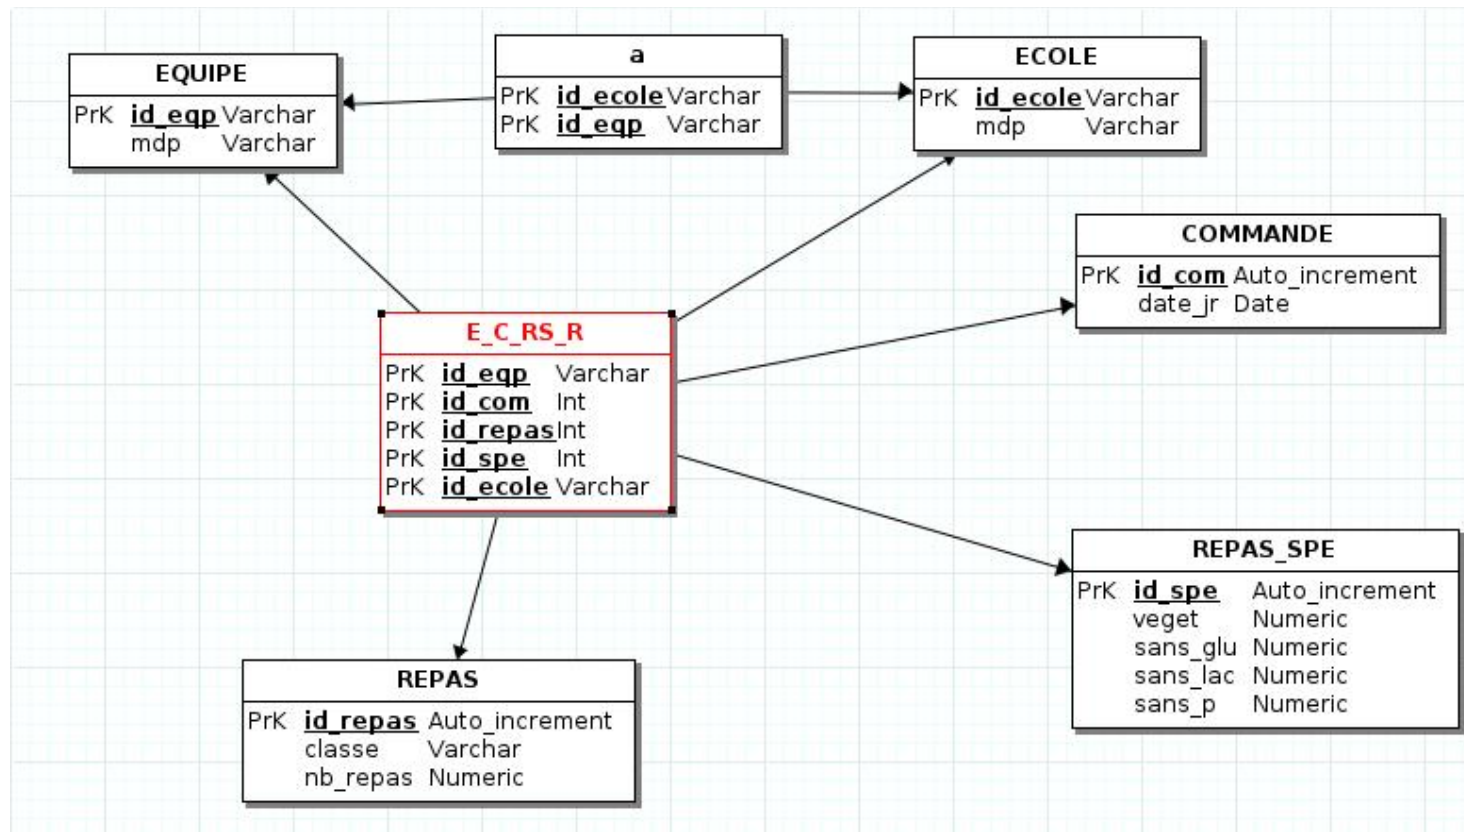 EQUIPE
PrK id_eqp Varchar
mdp Varchar
a
PrK id_ecole Varchar
PrK id_eqp Varchar
ECOLE
PrK id_ecole Varchar
mdp Varchar
COMMANDE
PrK id_com Auto_increment
date_jr Date
E_C_RS_R
PrK id_eqp Varchar
PrK id_com Int
PrK id_repas Int
PrK id_spe Int
PrK id_ecole Varchar
REPAS_SPE
PrK id_spe Auto_increment
veget Numeric
sans_glu Numeric
sans_lac Numeric
sans_p Numeric
REPAS
PrK id_repas Auto_increment
classe Varchar
nb_repas Numeric